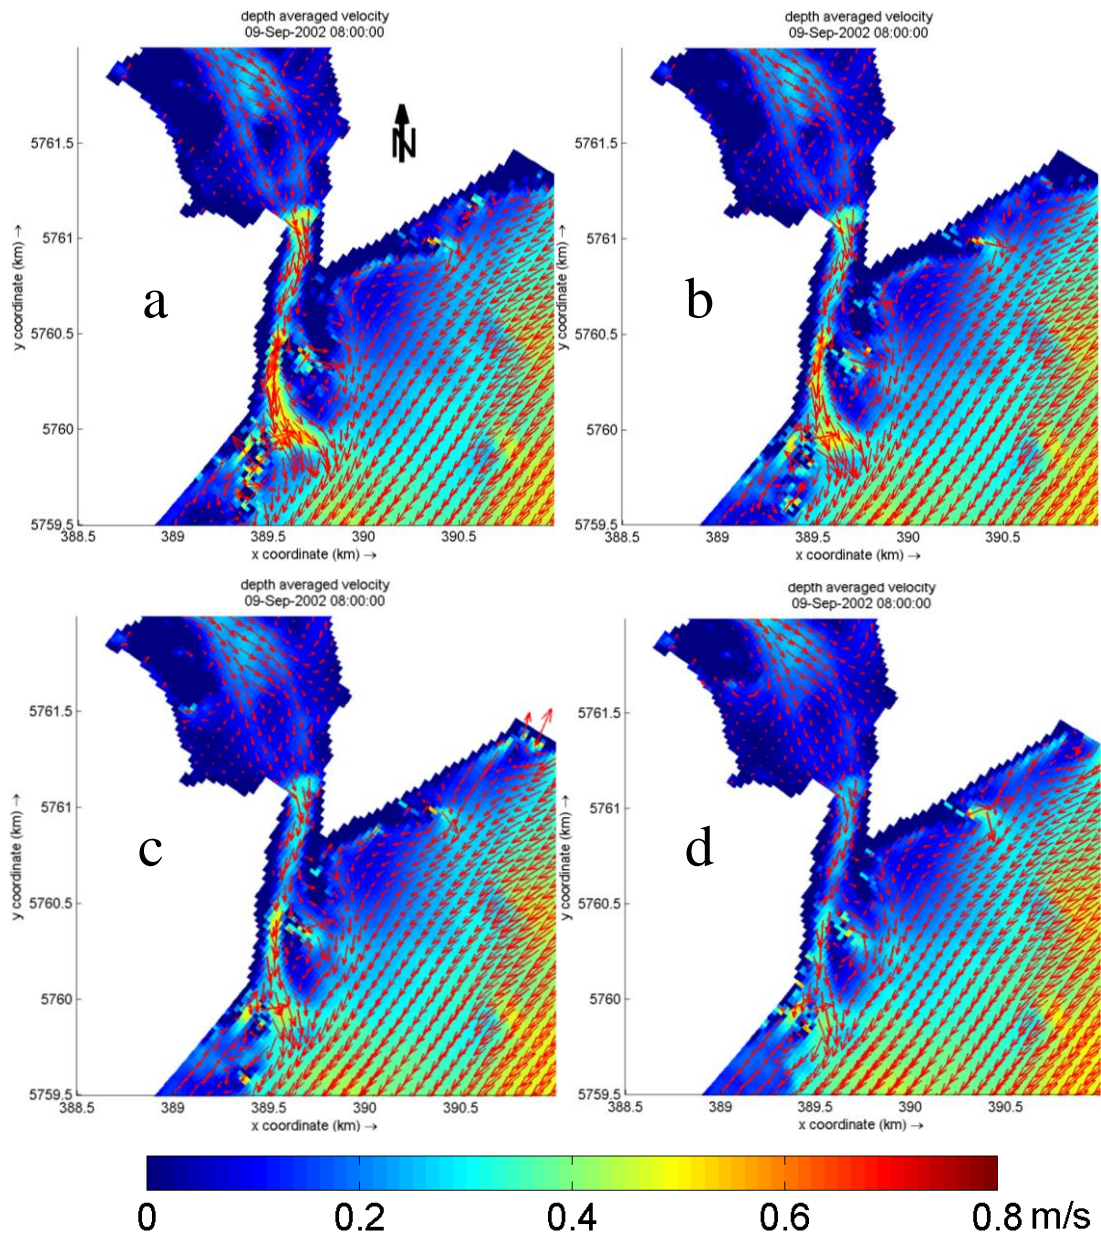 depth averaged velocity
09-Sep-2002 08:00:00
N
a
y coordinate (km) →
5761.5
5761
5760.5
5760
5759.5
388.5 389 389.5 390 390.5
x coordinate (km) →
depth averaged velocity
09-Sep-2002 08:00:00
b
y coordinate (km) →
5761.5
5761
5760.5
5760
5759.5
388.5 389 389.5 390 390.5
x coordinate (km) →
depth averaged velocity
09-Sep-2002 08:00:00
c
y coordinate (km) →
5761.5
5761
5760.5
5760
5759.5
388.5 389 389.5 390 390.5
x coordinate (km) →
depth averaged velocity
09-Sep-2002 08:00:00
d
y coordinate (km) →
5761.5
5761
5760.5
5760
5759.5
388.5 389 389.5 390 390.5
x coordinate (km) →
0 0.2 0.4 0.6 0.8 m/s